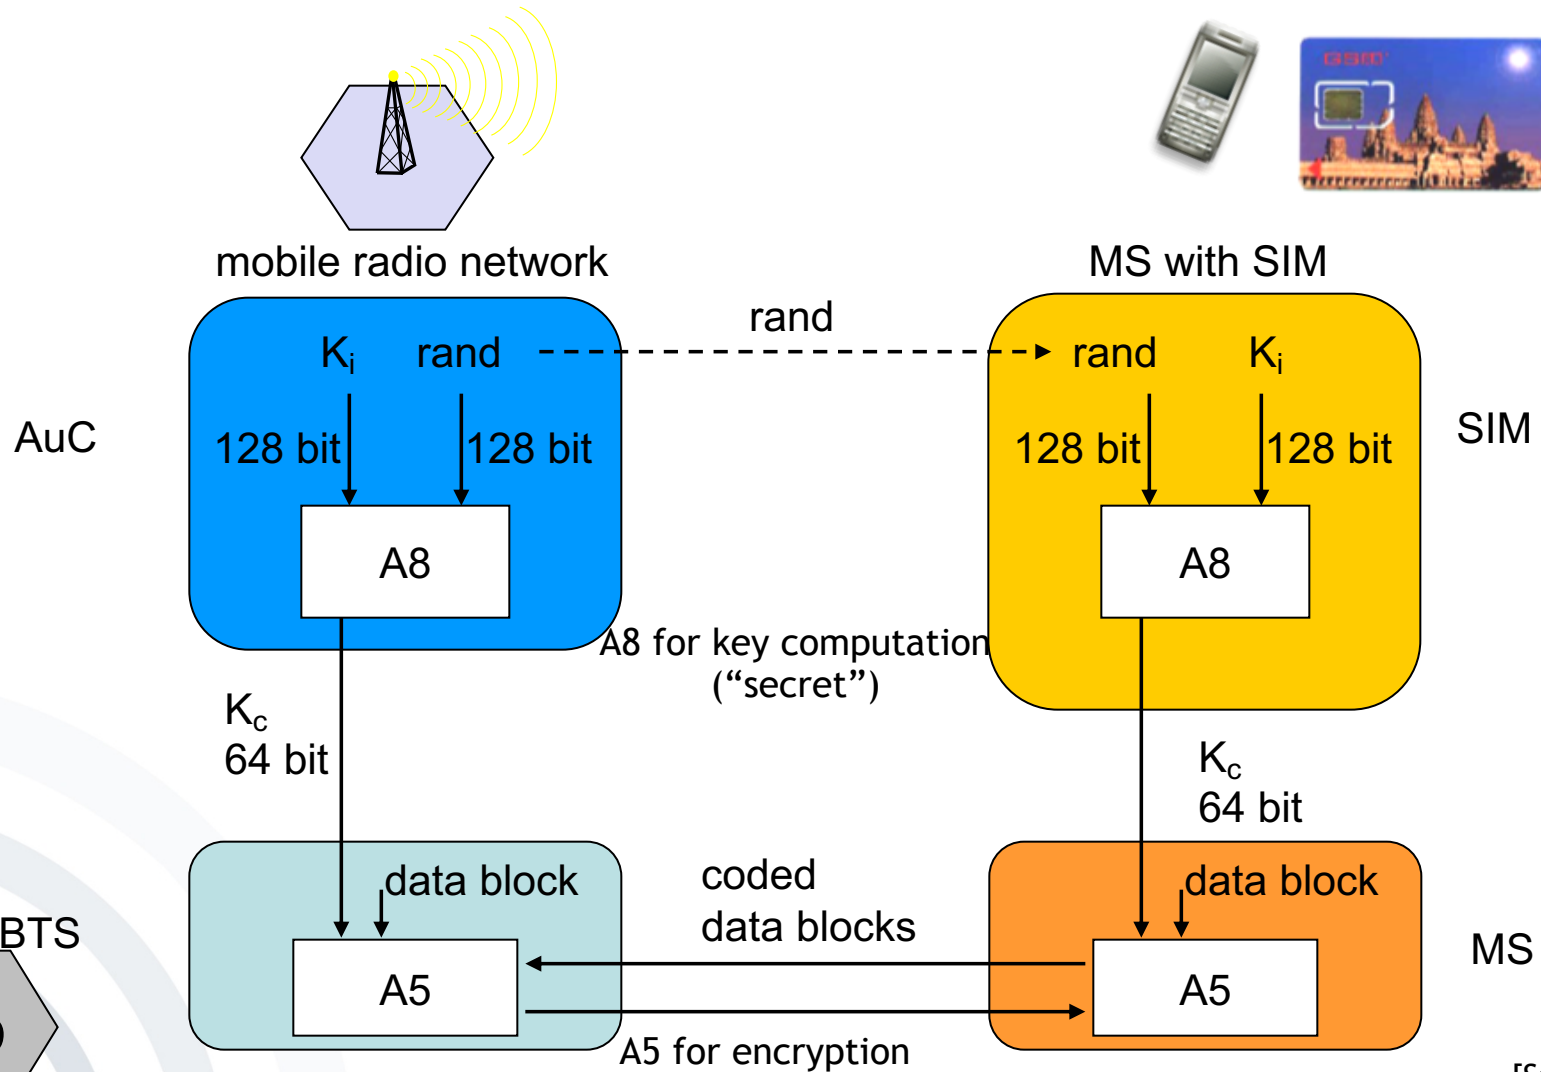 GSM
mobile radio network
MS with SIM
rand
Ki rand
rand Ki
AuC
128 bit 128 bit
128 bit 128 bit
SIM
A8
A8
A8 for key computation
(“secret”)
Kc
64 bit
Kc
64 bit
data block
coded
data blocks
data block
BTS
A5
A5
MS
A5 for encryption